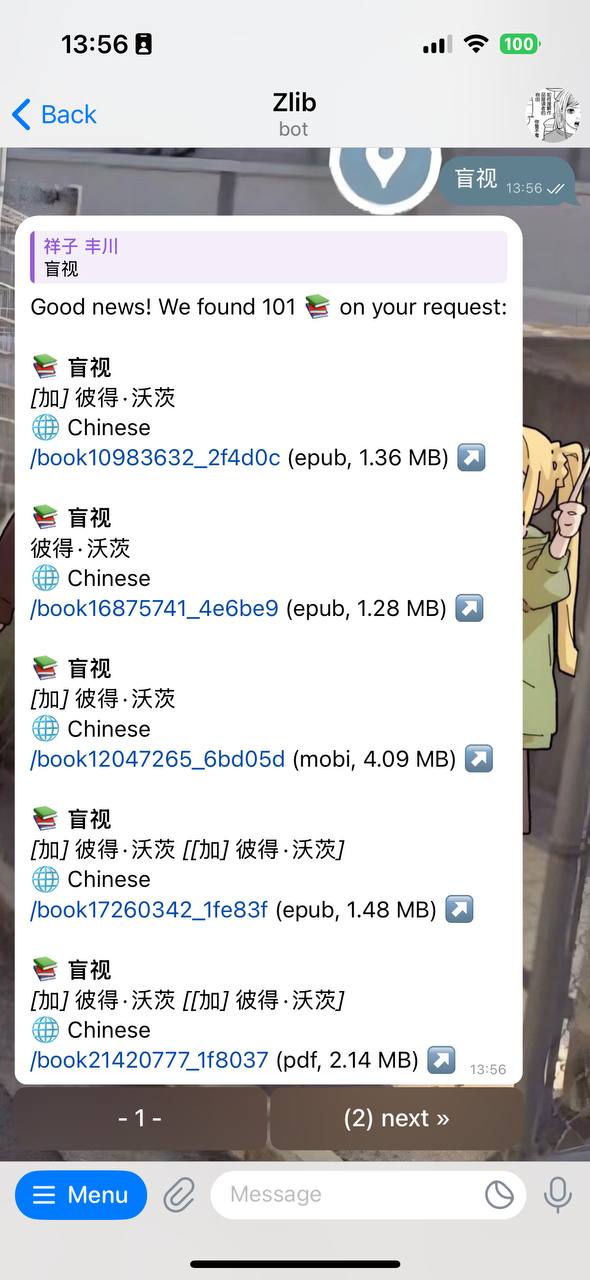 13:56
100
Back
Zlib
bot
盲视 13:56
祥子 丰川
盲视
Good news! We found 101 📚 on your request:
📚 盲视
[加] 彼得·沃茨
🌐 Chinese
/book10983632_2f4d0c (epub, 1.36 MB) ↗️
📚 盲视
彼得·沃茨
🌐 Chinese
/book16875741_4e6be9 (epub, 1.28 MB) ↗️
📚 盲视
[加] 彼得·沃茨
🌐 Chinese
/book12047265_6bd05d (mobi, 4.09 MB) ↗️
📚 盲视
[加] 彼得·沃茨 [[加] 彼得·沃茨]
🌐 Chinese
/book17260342_1fe83f (epub, 1.48 MB) ↗️
📚 盲视
[加] 彼得·沃茨 [[加] 彼得·沃茨]
🌐 Chinese
/book21420777_1f8037 (pdf, 2.14 MB) ↗️
13:56
- 1 -
(2) next »
Menu
Message